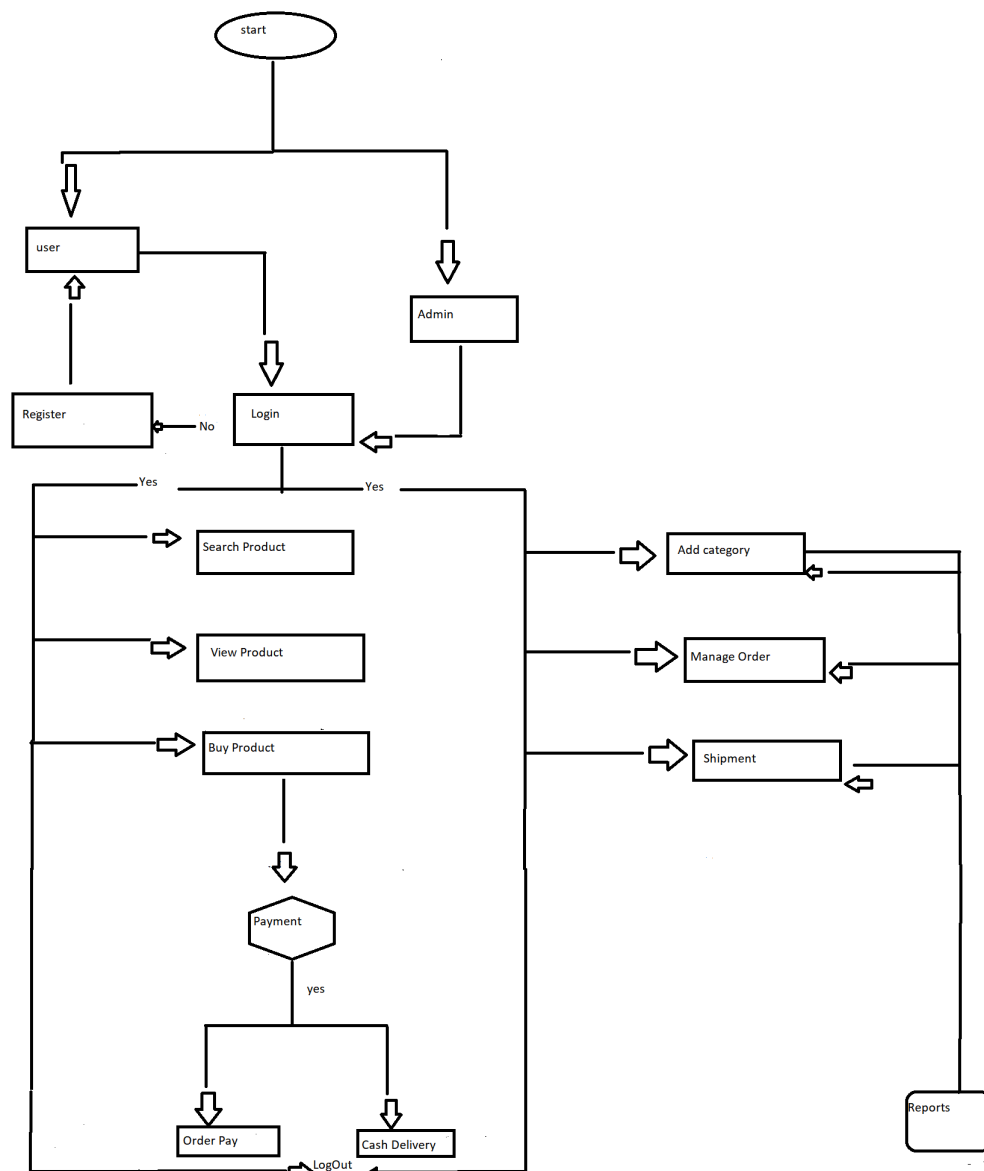 start
user
Admin
Register
No
Login
Yes
Yes
Search Product
Add category
View Product
Manage Order
Buy Product
Shipment
Payment
yes
Order Pay
Cash Delivery
LogOut
Reports